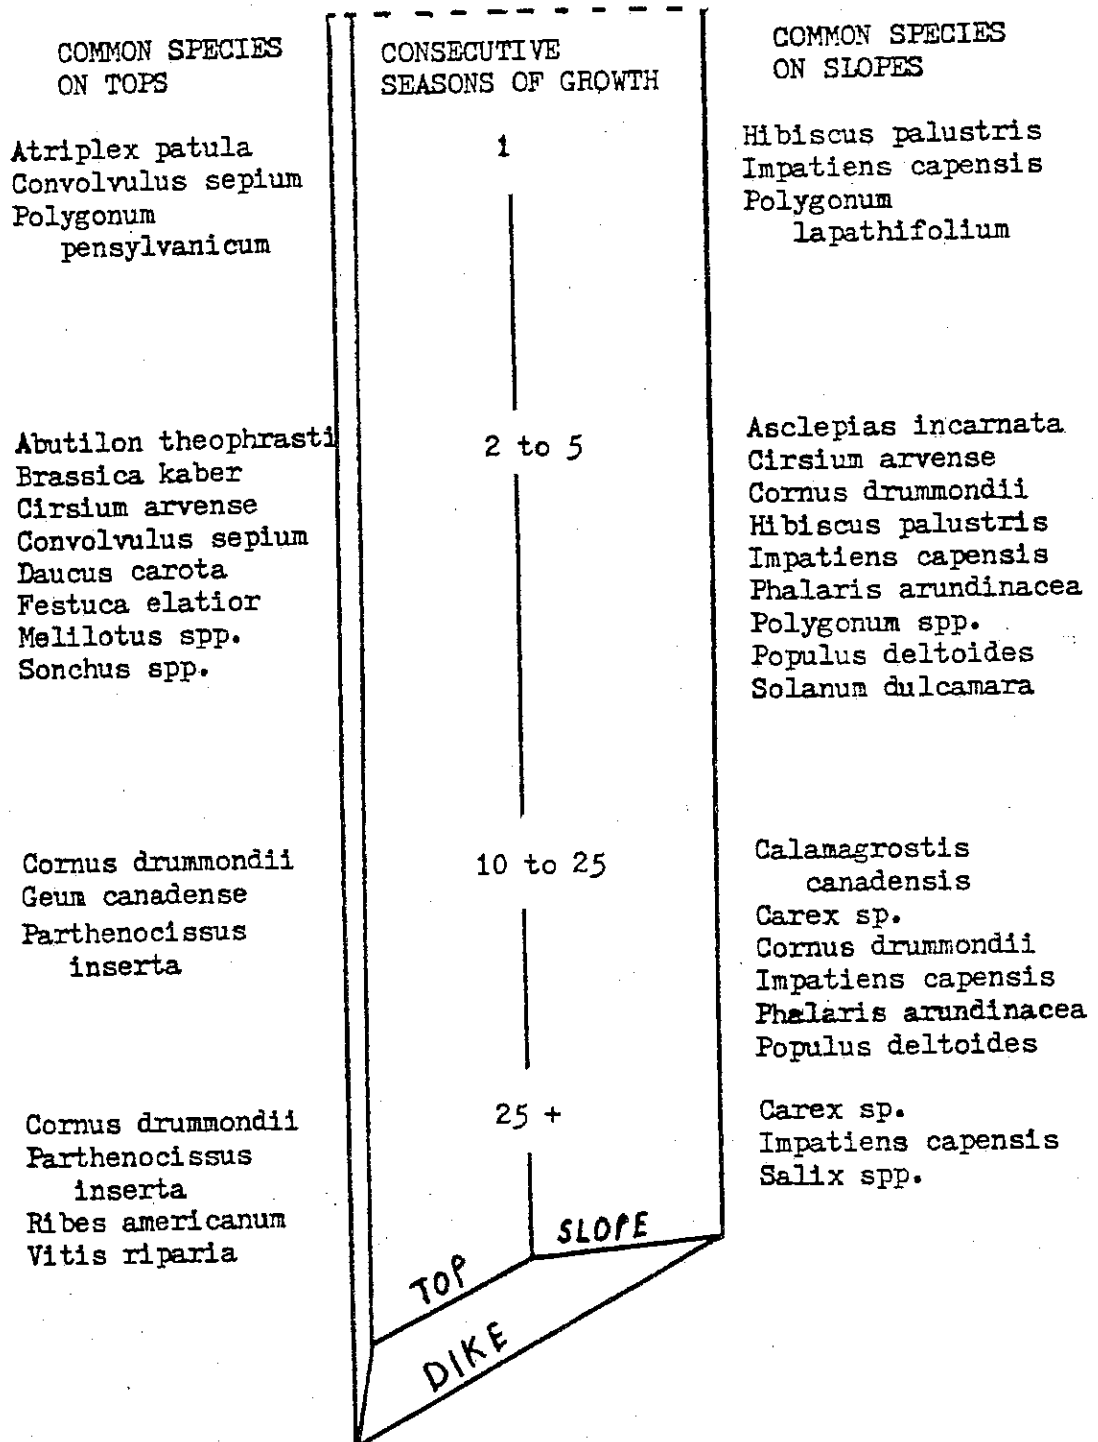 COMMON SPECIES
ON TOPS
CONSECUTIVE
SEASONS OF GROWTH
COMMON SPECIES
ON SLOPES
Atriplex patula
Convolvulus sepium
Polygonum
pensylvanicum
1
Hibiscus palustris
Impatiens capensis
Polygonum
lapathifolium
Abutilon theophrasti
Brassica kaber
Cirsium arvense
Convolvulus sepium
Daucus carota
Festuca elatior
Melilotus spp.
Sonchus spp.
2 to 5
Asclepias incarnata
Cirsium arvense
Cornus drummondii
Hibiscus palustris
Impatiens capensis
Phalaris arundinacea
Polygonum spp.
Populus deltoides
Solanum dulcamara
Cornus drummondii
Geum canadense
Parthenocissus
inserta
10 to 25
Calamagrostis
canadensis
Carex sp.
Cornus drummondii
Impatiens capensis
Phalaris arundinacea
Populus deltoides
Cornus drummondii
Parthenocissus
inserta
Ribes americanum
Vitis riparia
25 +
Carex sp.
Impatiens capensis
Salix spp.
SLOPE
TOP
DIKE